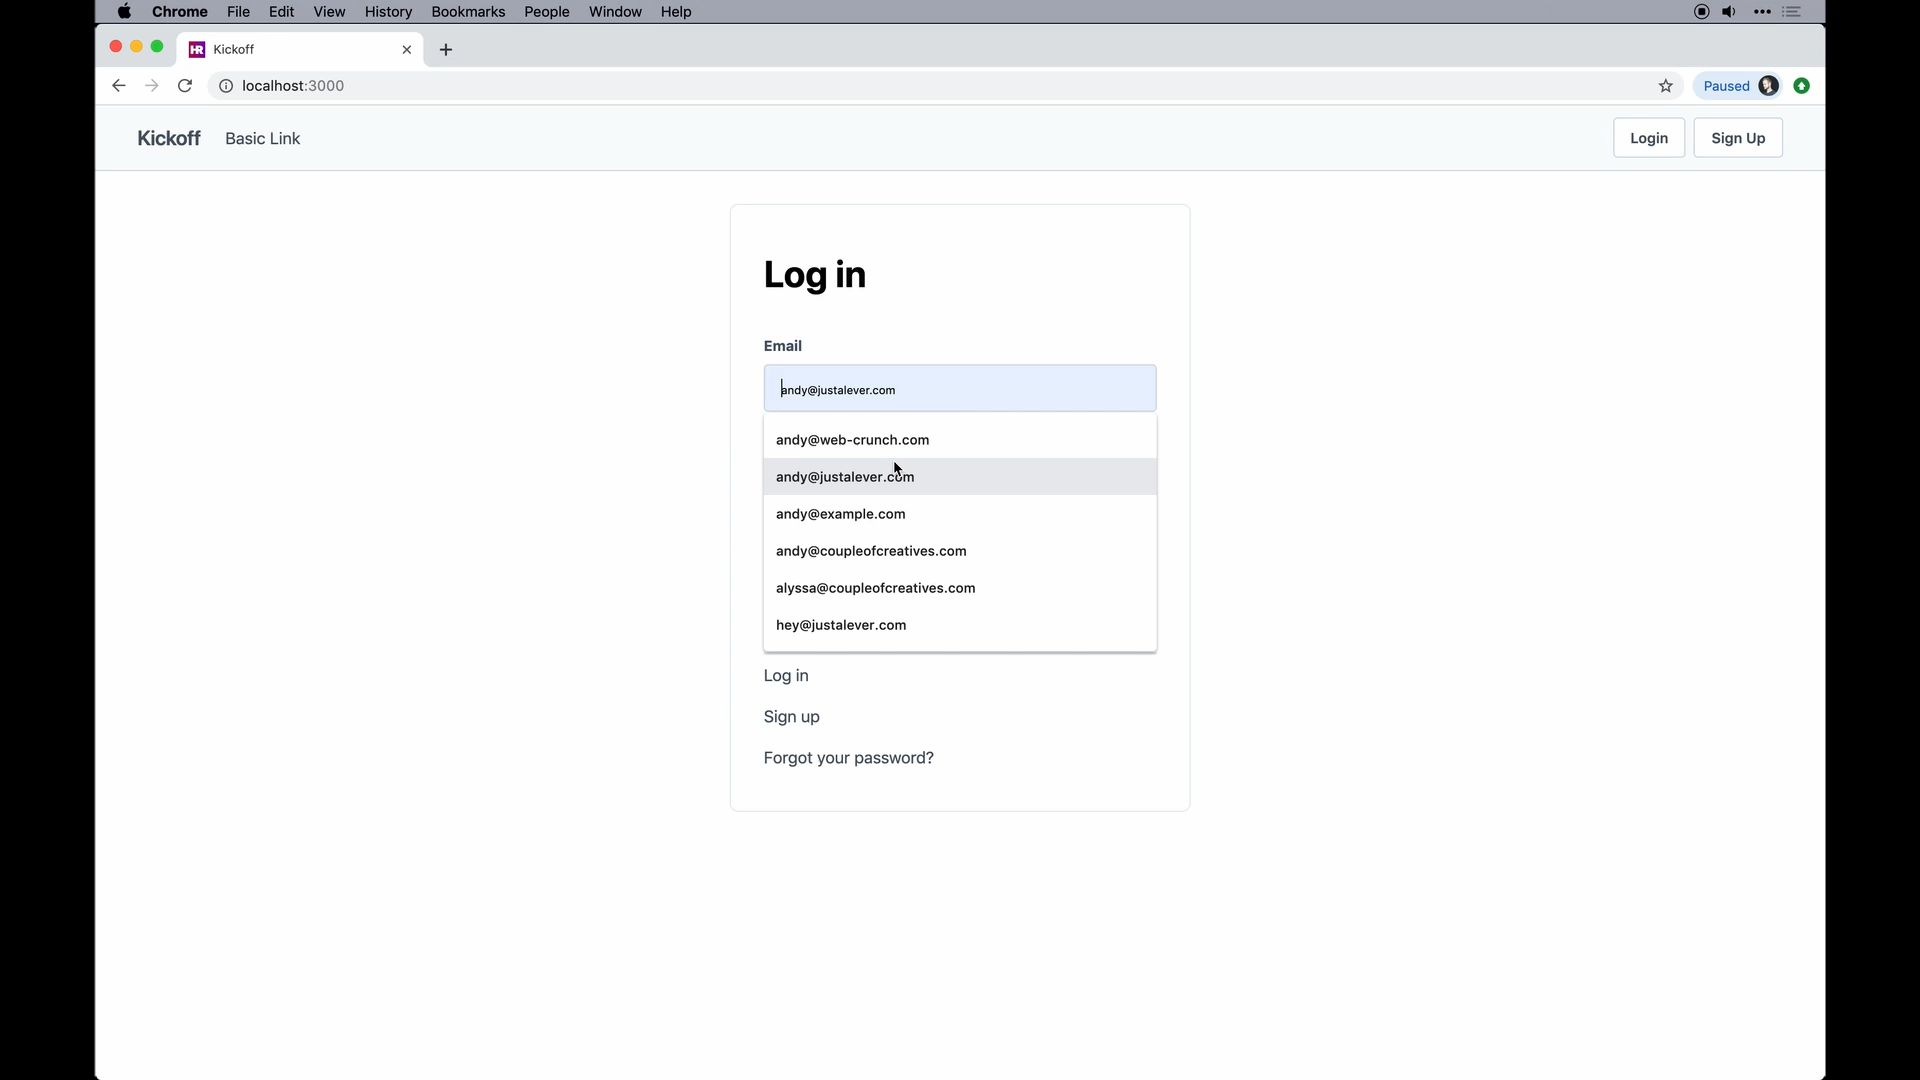 Chrome File Edit View History Bookmarks People Window Help
HR Kickoff
localhost:3000 Paused
Kickoff Basic Link Login Sign Up
Log in
Email
andy@justalever.com
andy@web-crunch.com
andy@justalever.com
andy@example.com
andy@coupleofcreatives.com
alyssa@coupleofcreatives.com
hey@justalever.com
Log in
Sign up
Forgot your password?